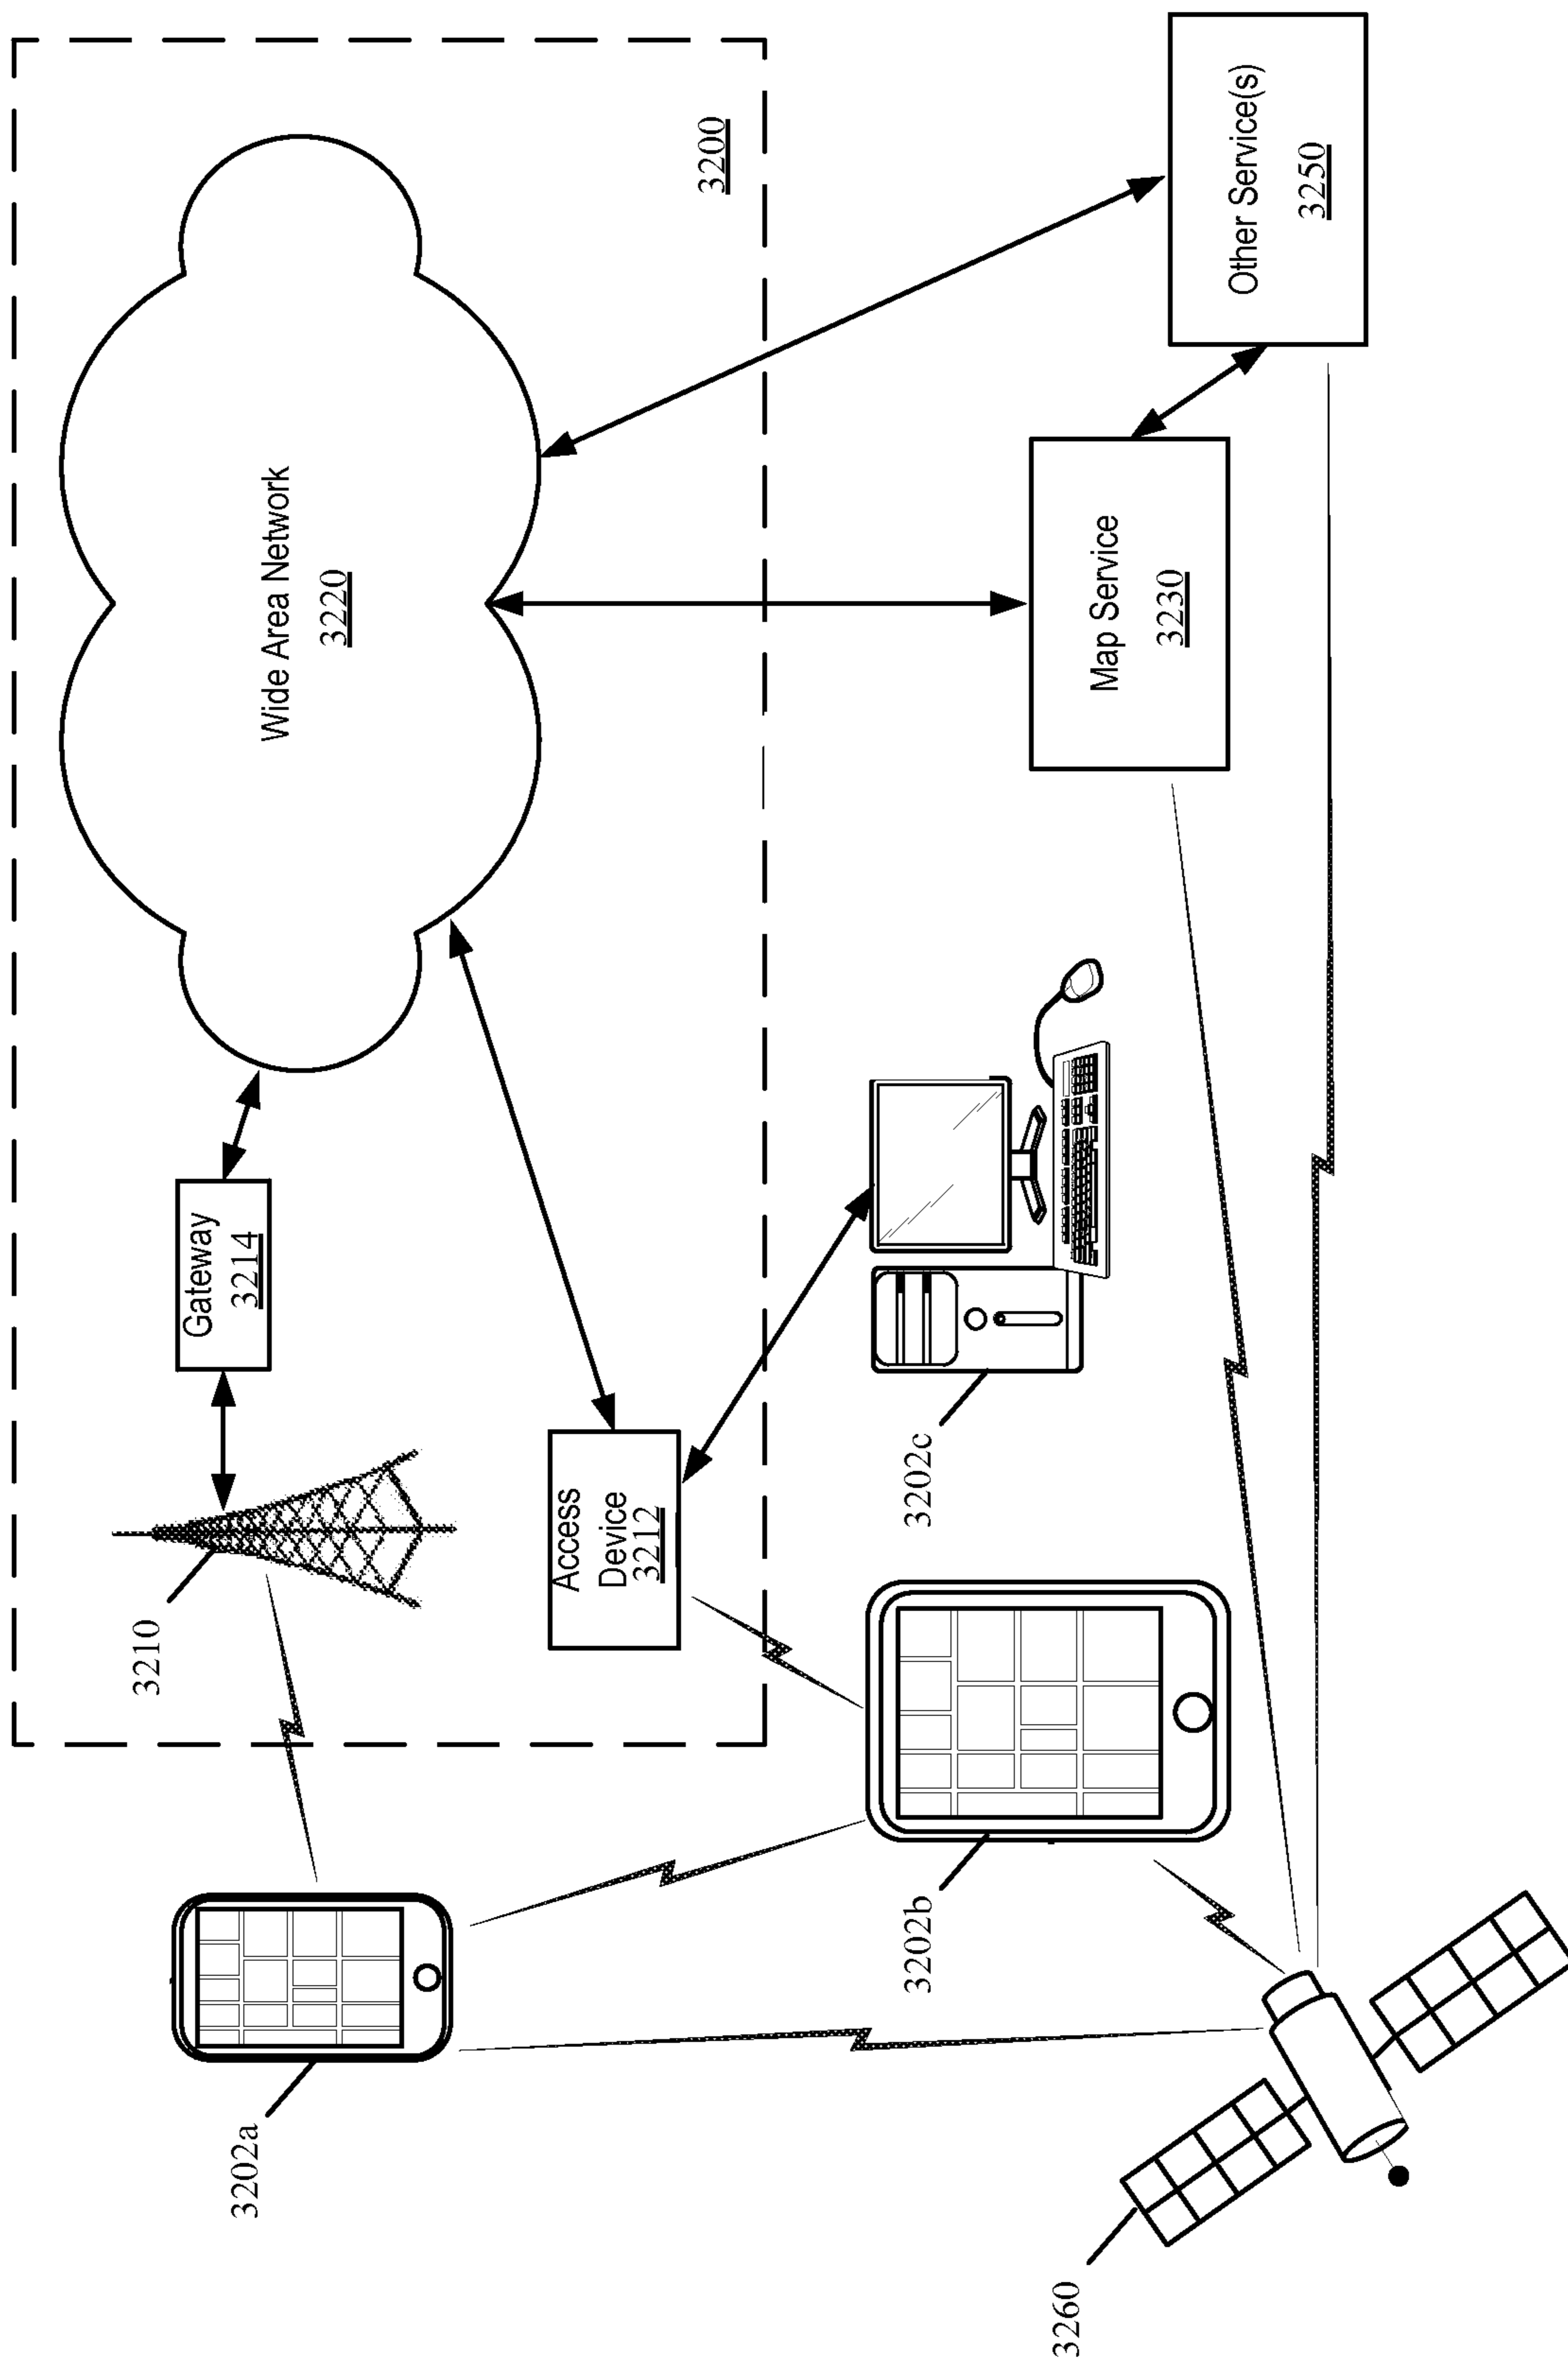 3202a
3210
Gateway
3214
Wide Area Network
3220
Access
Device
3212
3200
3202b
3202c
3260
Map Service
3230
Other Service(s)
3250